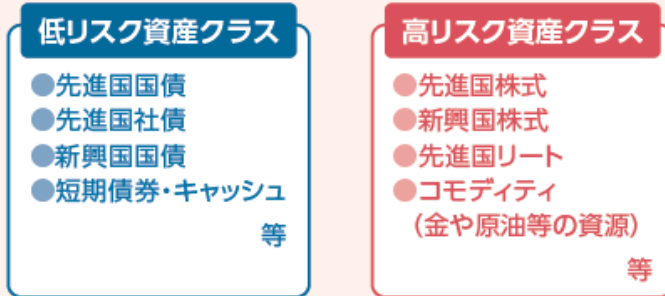 低リスク資産クラス
●先進国国債
●先進国社債
●新興国国債
●短期債券・キャッシュ
等
高リスク資産クラス
●先進国株式
●新興国株式
●先進国リート
●コモディティ
（金や原油等の資源）
等